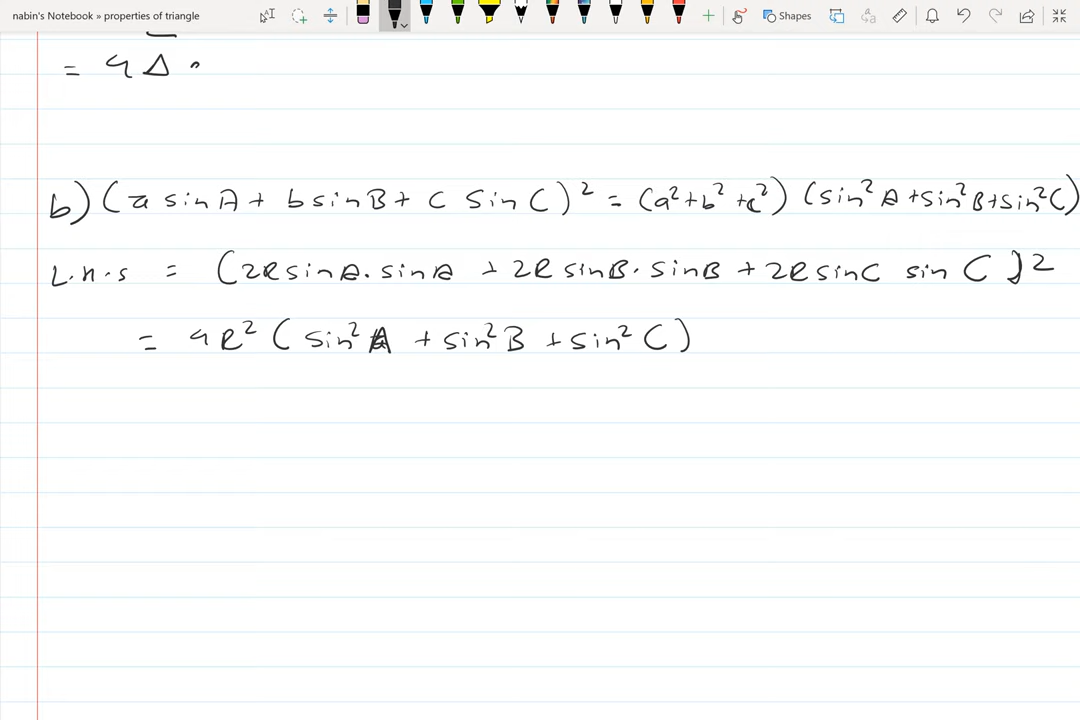 nabin's Notebook » properties of triangle Shapes
= 4 Δ .
b) (a sin A + b sin B + c sin C)² = (a² + b² + c²) (sin² A + sin² B + sin² C)
L.H.S = (2R sin A. sin A + 2R sin B. sin B + 2R sin C sin C)²
= 4R² (sin² A + sin² B + sin² C)